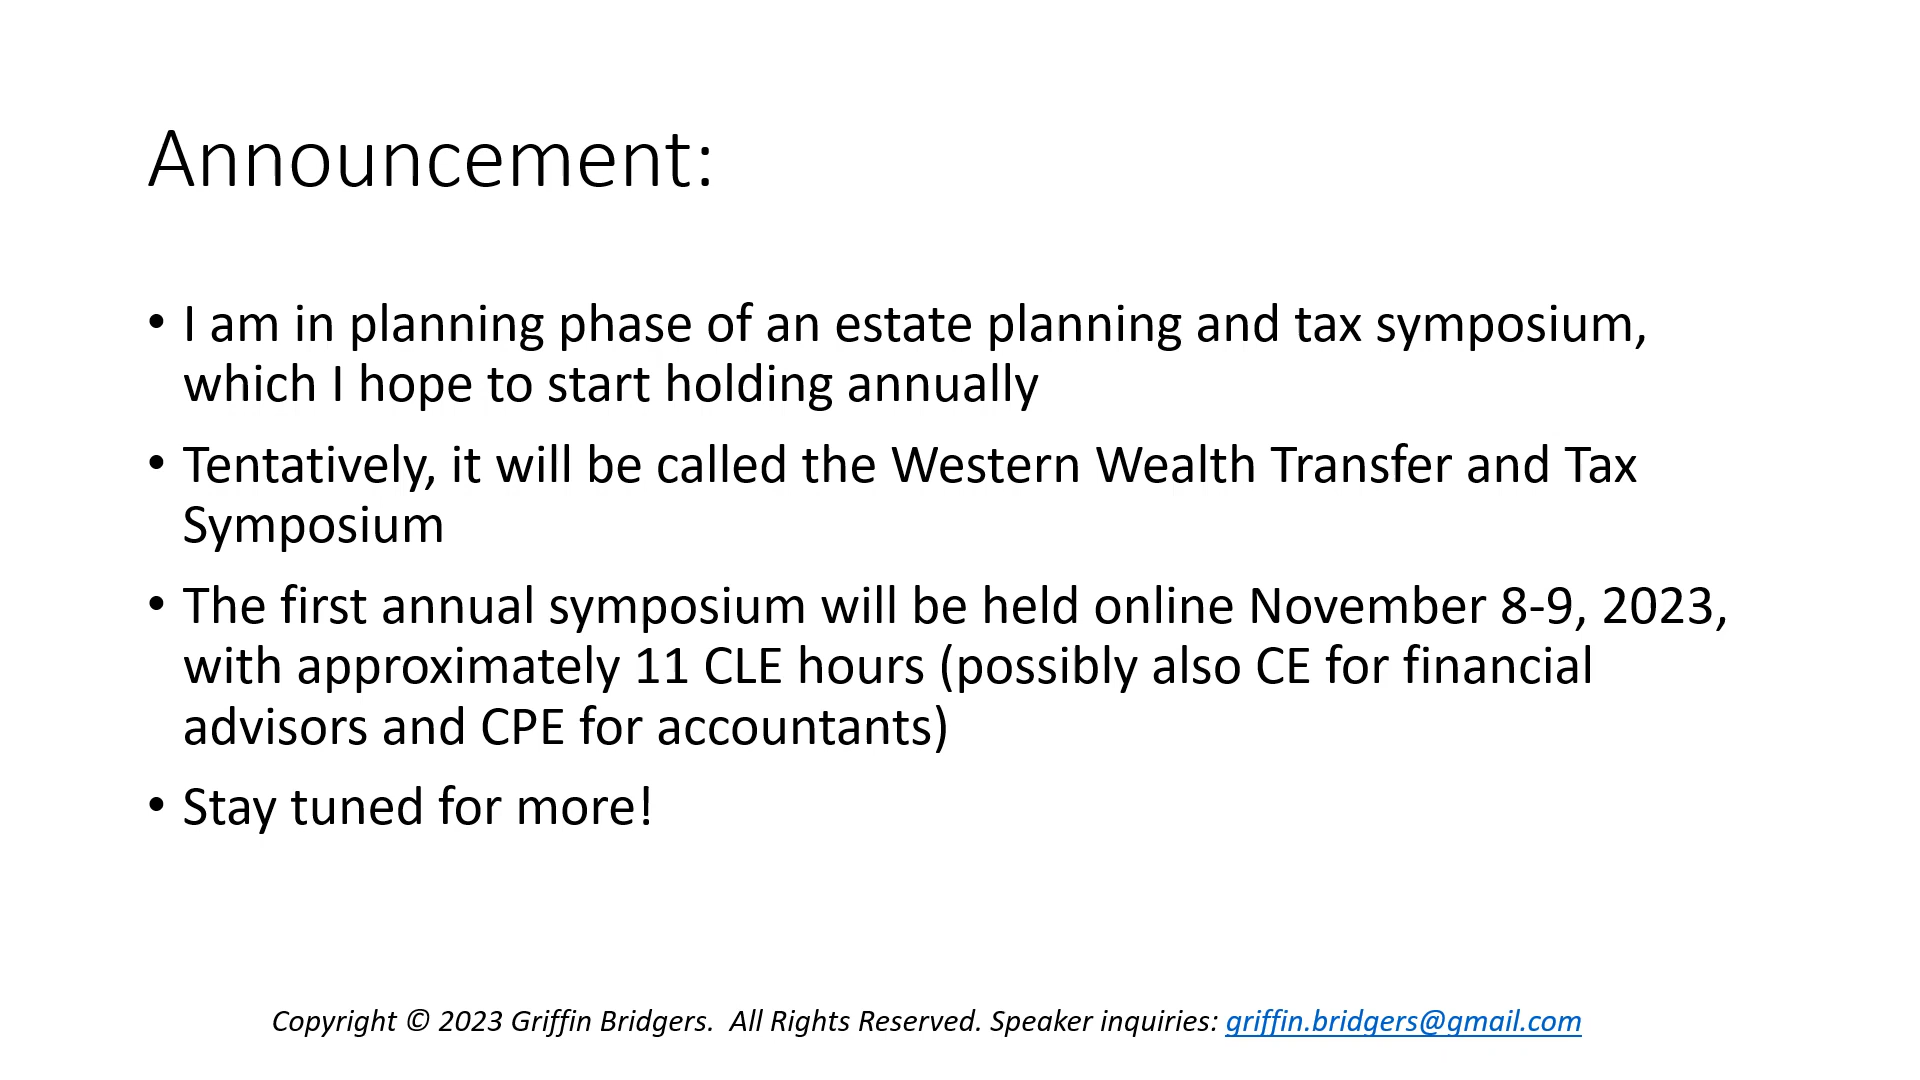 Announcement:
• I am in planning phase of an estate planning and tax symposium,
which I hope to start holding annually
• Tentatively, it will be called the Western Wealth Transfer and Tax
Symposium
• The first annual symposium will be held online November 8-9, 2023,
with approximately 11 CLE hours (possibly also CE for financial
advisors and CPE for accountants)
• Stay tuned for more!
Copyright © 2023 Griffin Bridgers.  All Rights Reserved. Speaker inquiries: griffin.bridgers@gmail.com